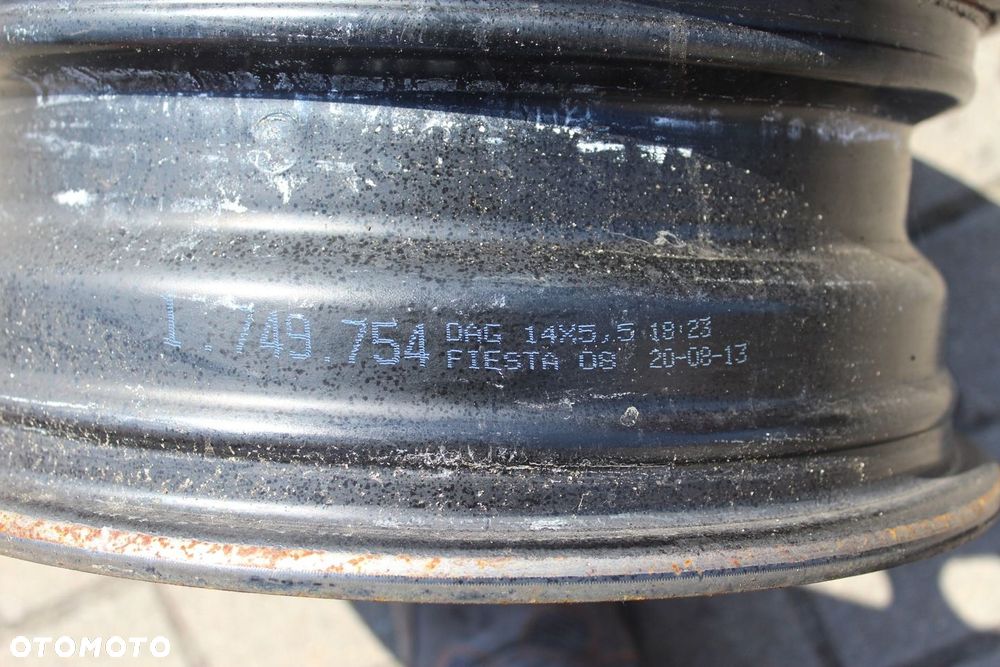 1.749.754 DAG 14X5,5 18:23
FIESTA 08 20-08-13
OTOMOTO